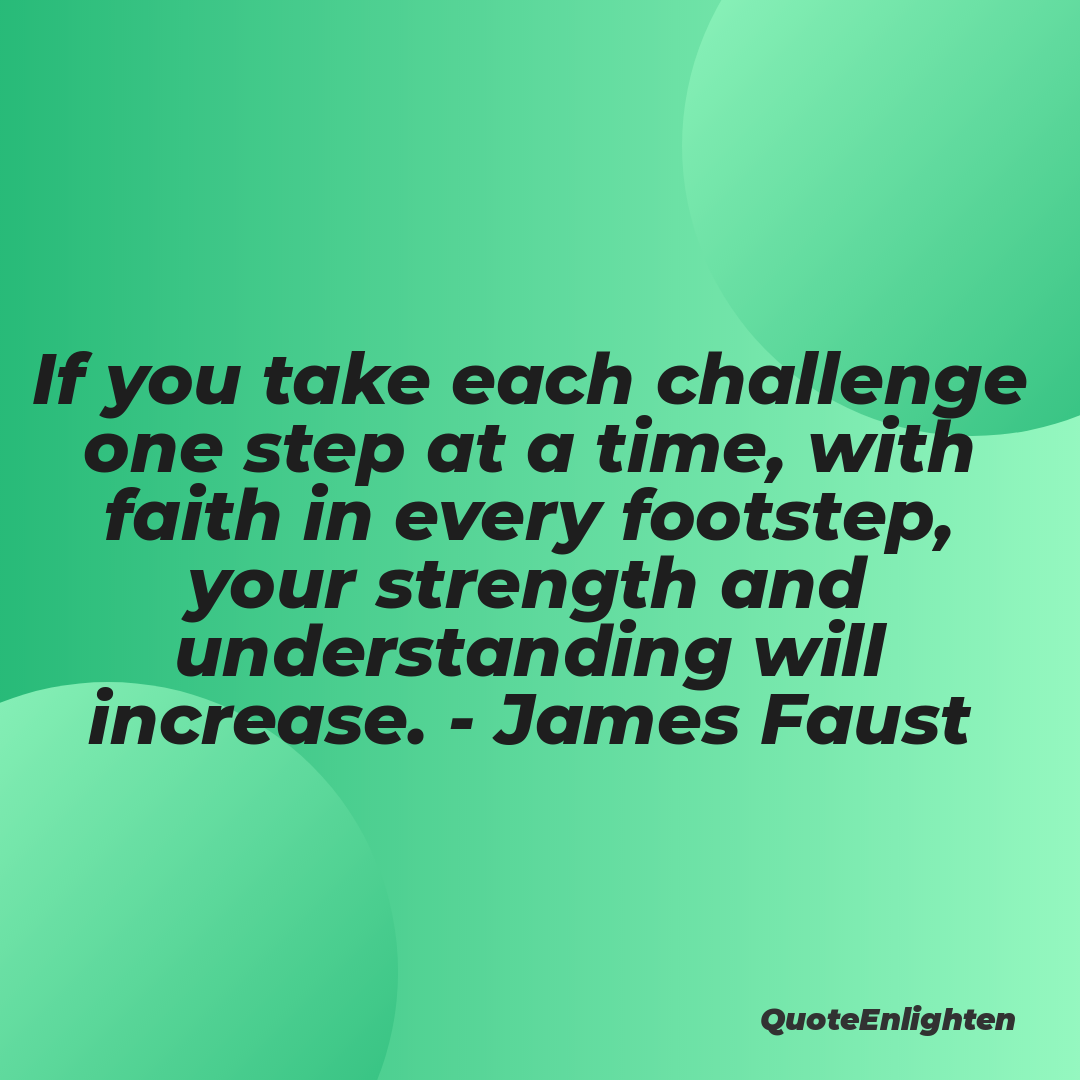 If you take each challenge
one step at a time, with
faith in every footstep,
your strength and
understanding will
increase. - James Faust
QuoteEnlighten